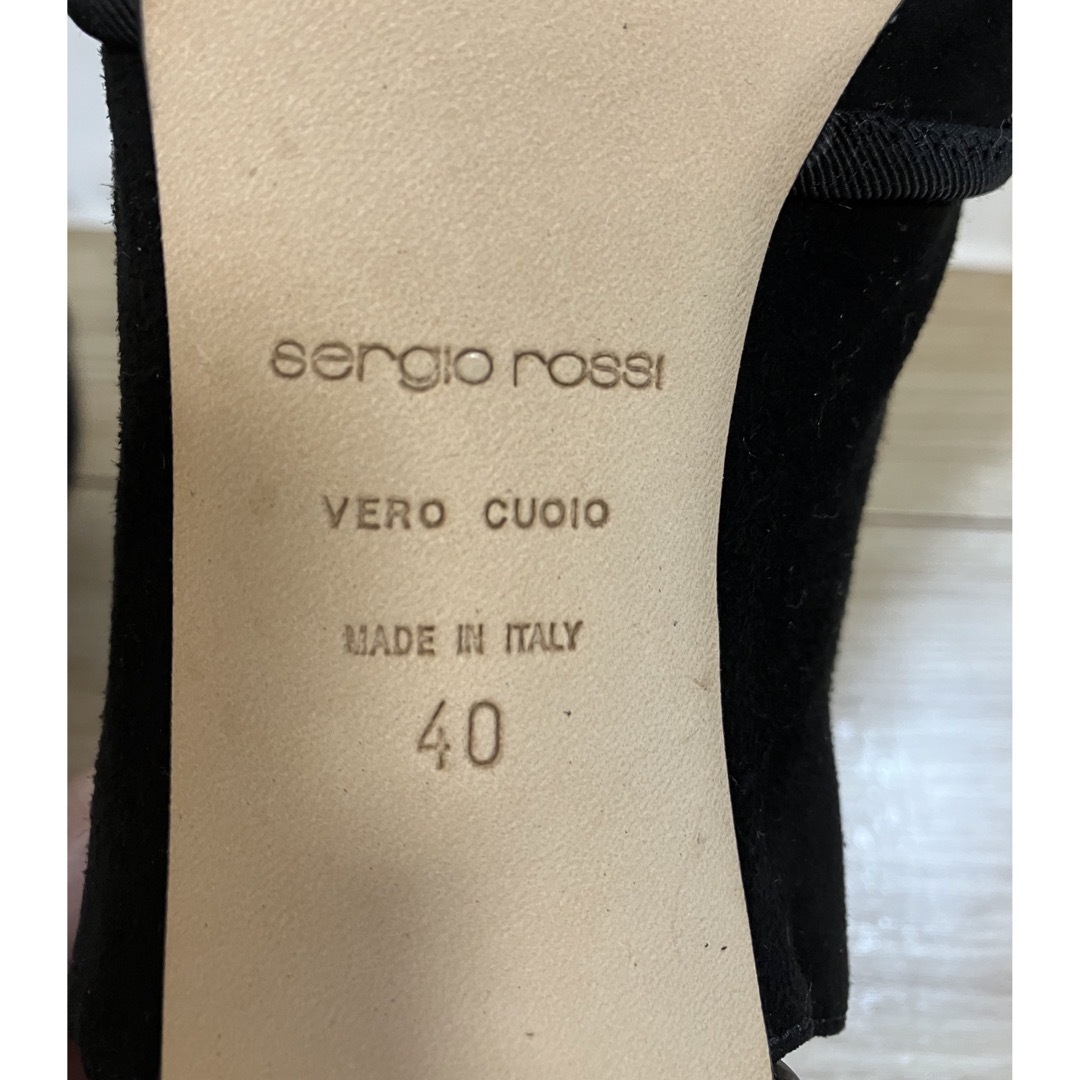 sergio rossi
VERO CUOIO
MADE IN ITALY
40